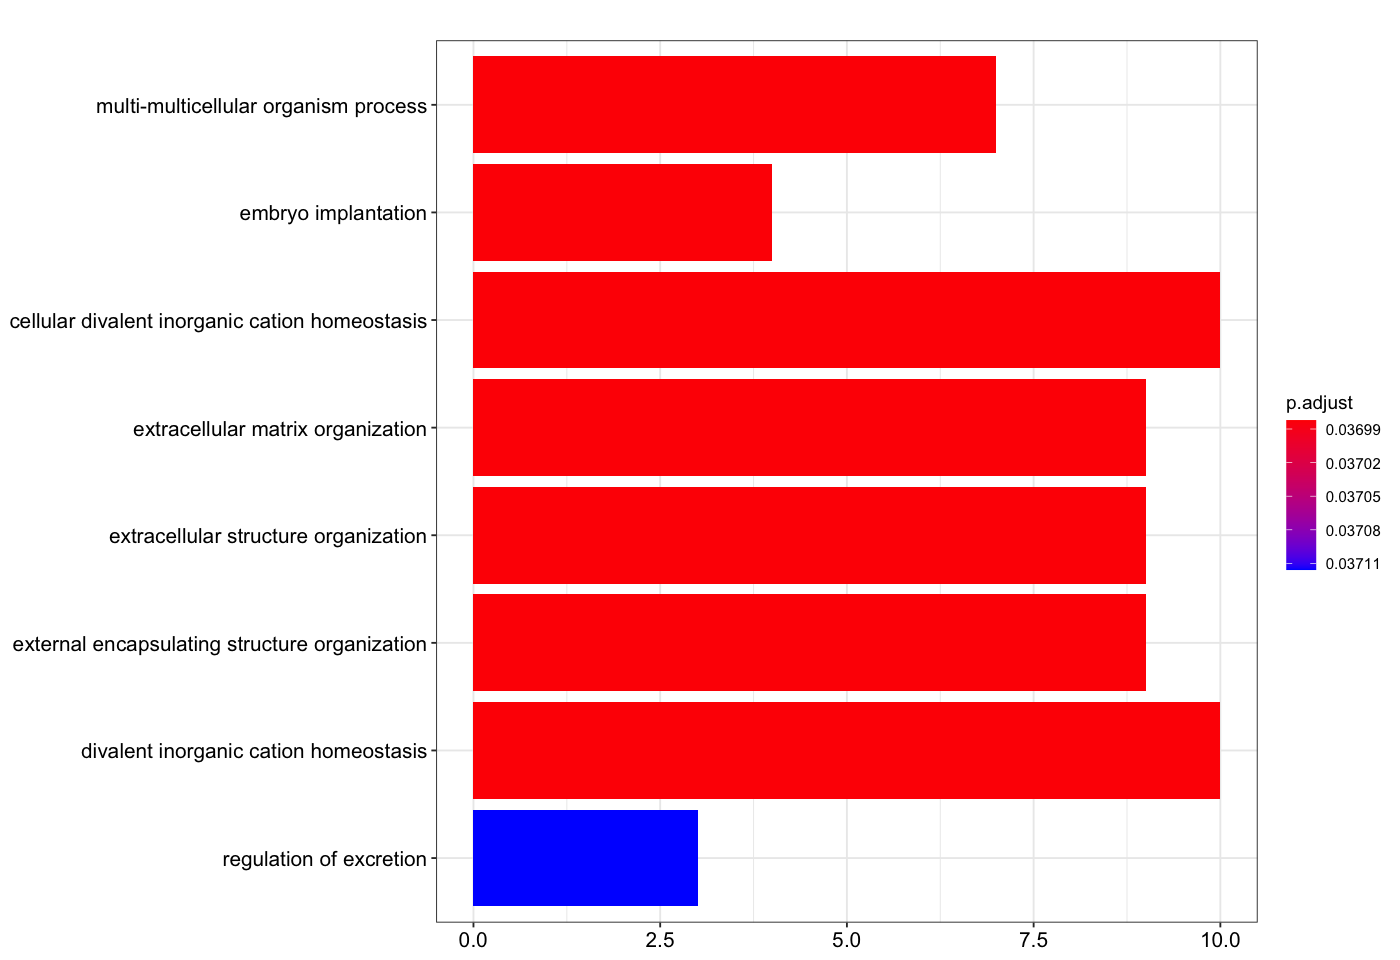 multi-multicellular organism process
embryo implantation
cellular divalent inorganic cation homeostasis
extracellular matrix organization
extracellular structure organization
external encapsulating structure organization
divalent inorganic cation homeostasis
regulation of excretion
0.0 2.5 5.0 7.5 10.0
p.adjust
0.03699
0.03702
0.03705
0.03708
0.03711